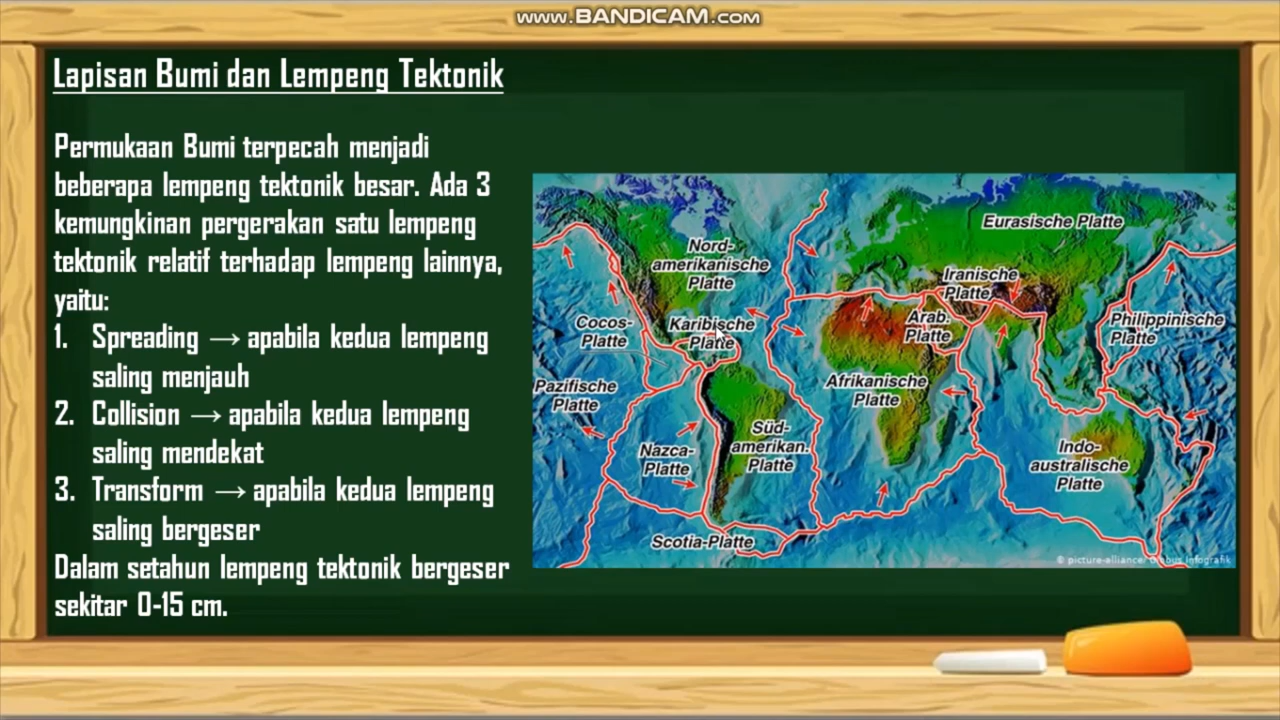 www.BANDICAM.com
Lapisan Bumi dan Lempeng Tektonik
Permukaan Bumi terpecah menjadi
beberapa lempeng tektonik besar. Ada 3
kemungkinan pergerakan satu lempeng
tektonik relatif terhadap lempeng lainnya,
yaitu:
1. Spreading → apabila kedua lempeng
saling menjauh
2. Collision → apabila kedua lempeng
saling mendekat
3. Transform → apabila kedua lempeng
saling bergeser
Dalam setahun lempeng tektonik bergeser
sekitar 0-15 cm.
Eurasische Platte
Nord-
amerikanische
Platte
Iranische
Platte
Cocos-
Platte
Karibische
Platte
Arab.
Platte
Philippinische
Platte
Pazifische
Platte
Afrikanische
Platte
Nazca-
Platte
Süd-
amerikan.
Platte
Indo-
australische
Platte
Scotia-Platte
© picture-alliance/ Globus Infografik